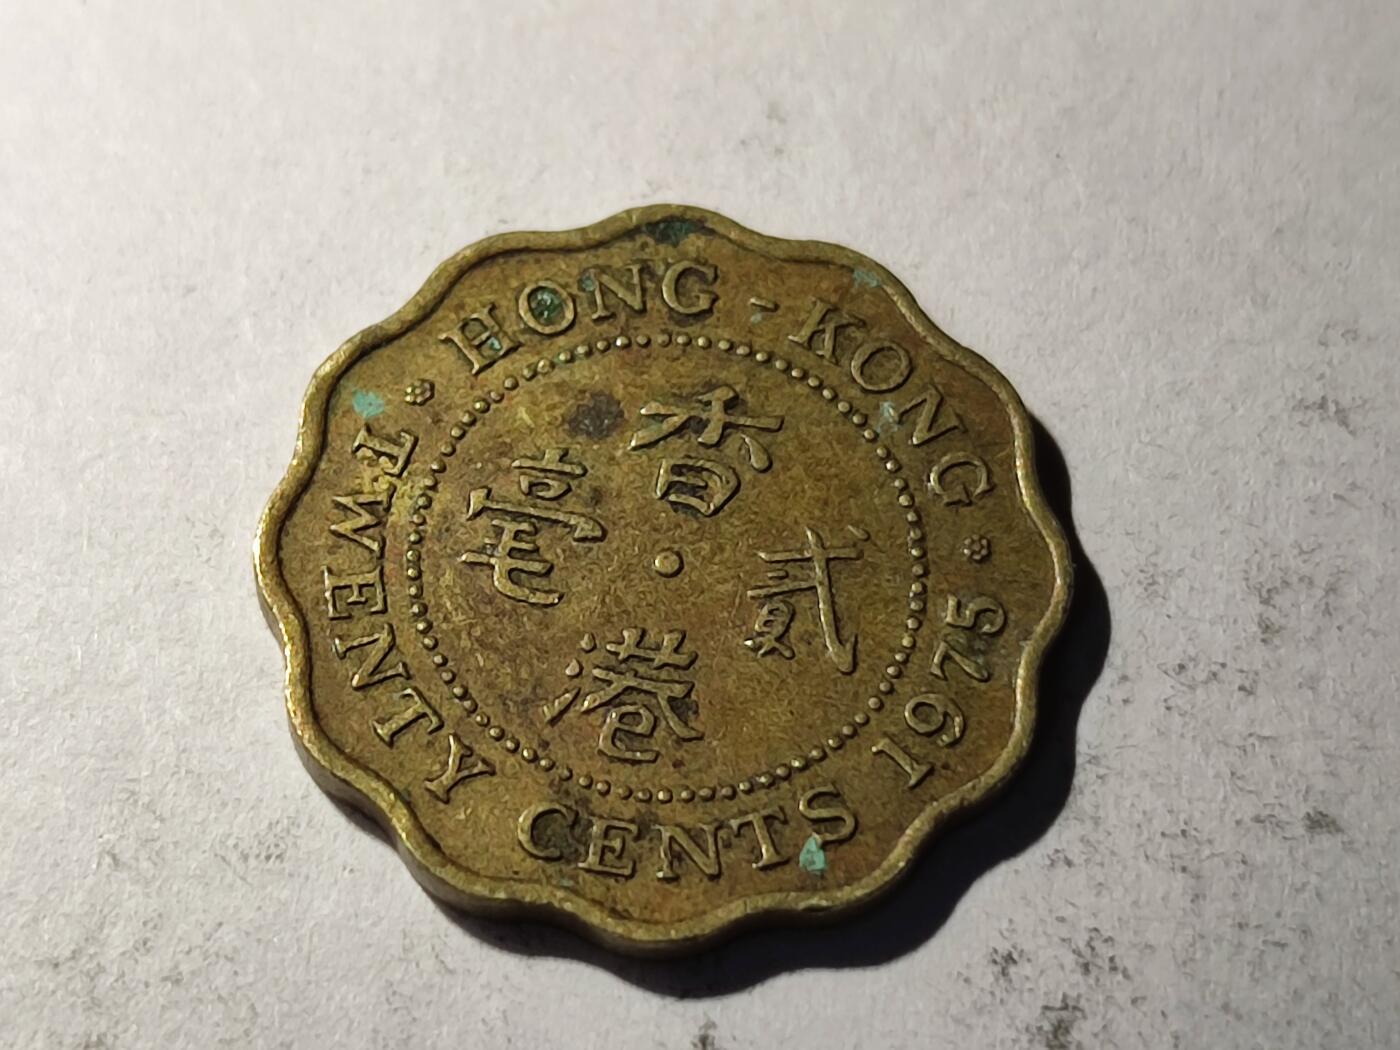 HONG - KONG
TWENTY CENTS 1975
香港
貳毫